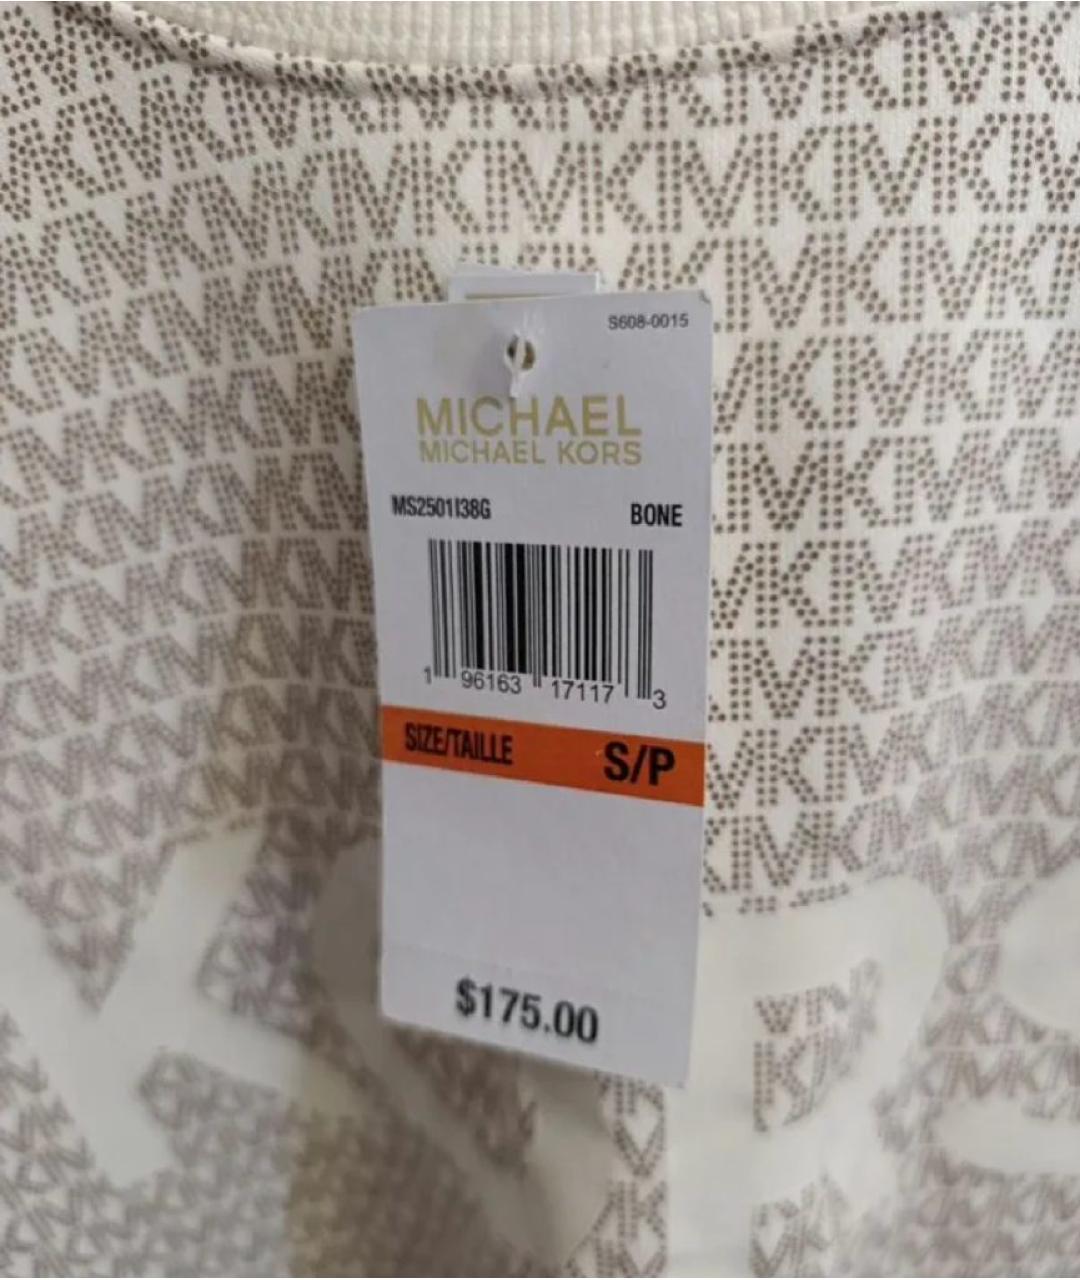 S608-0015
MICHAEL
MICHAEL KORS
MS2501I38G BONE
1 96163 17117 3
SIZE/TAILLE S/P
$175.00